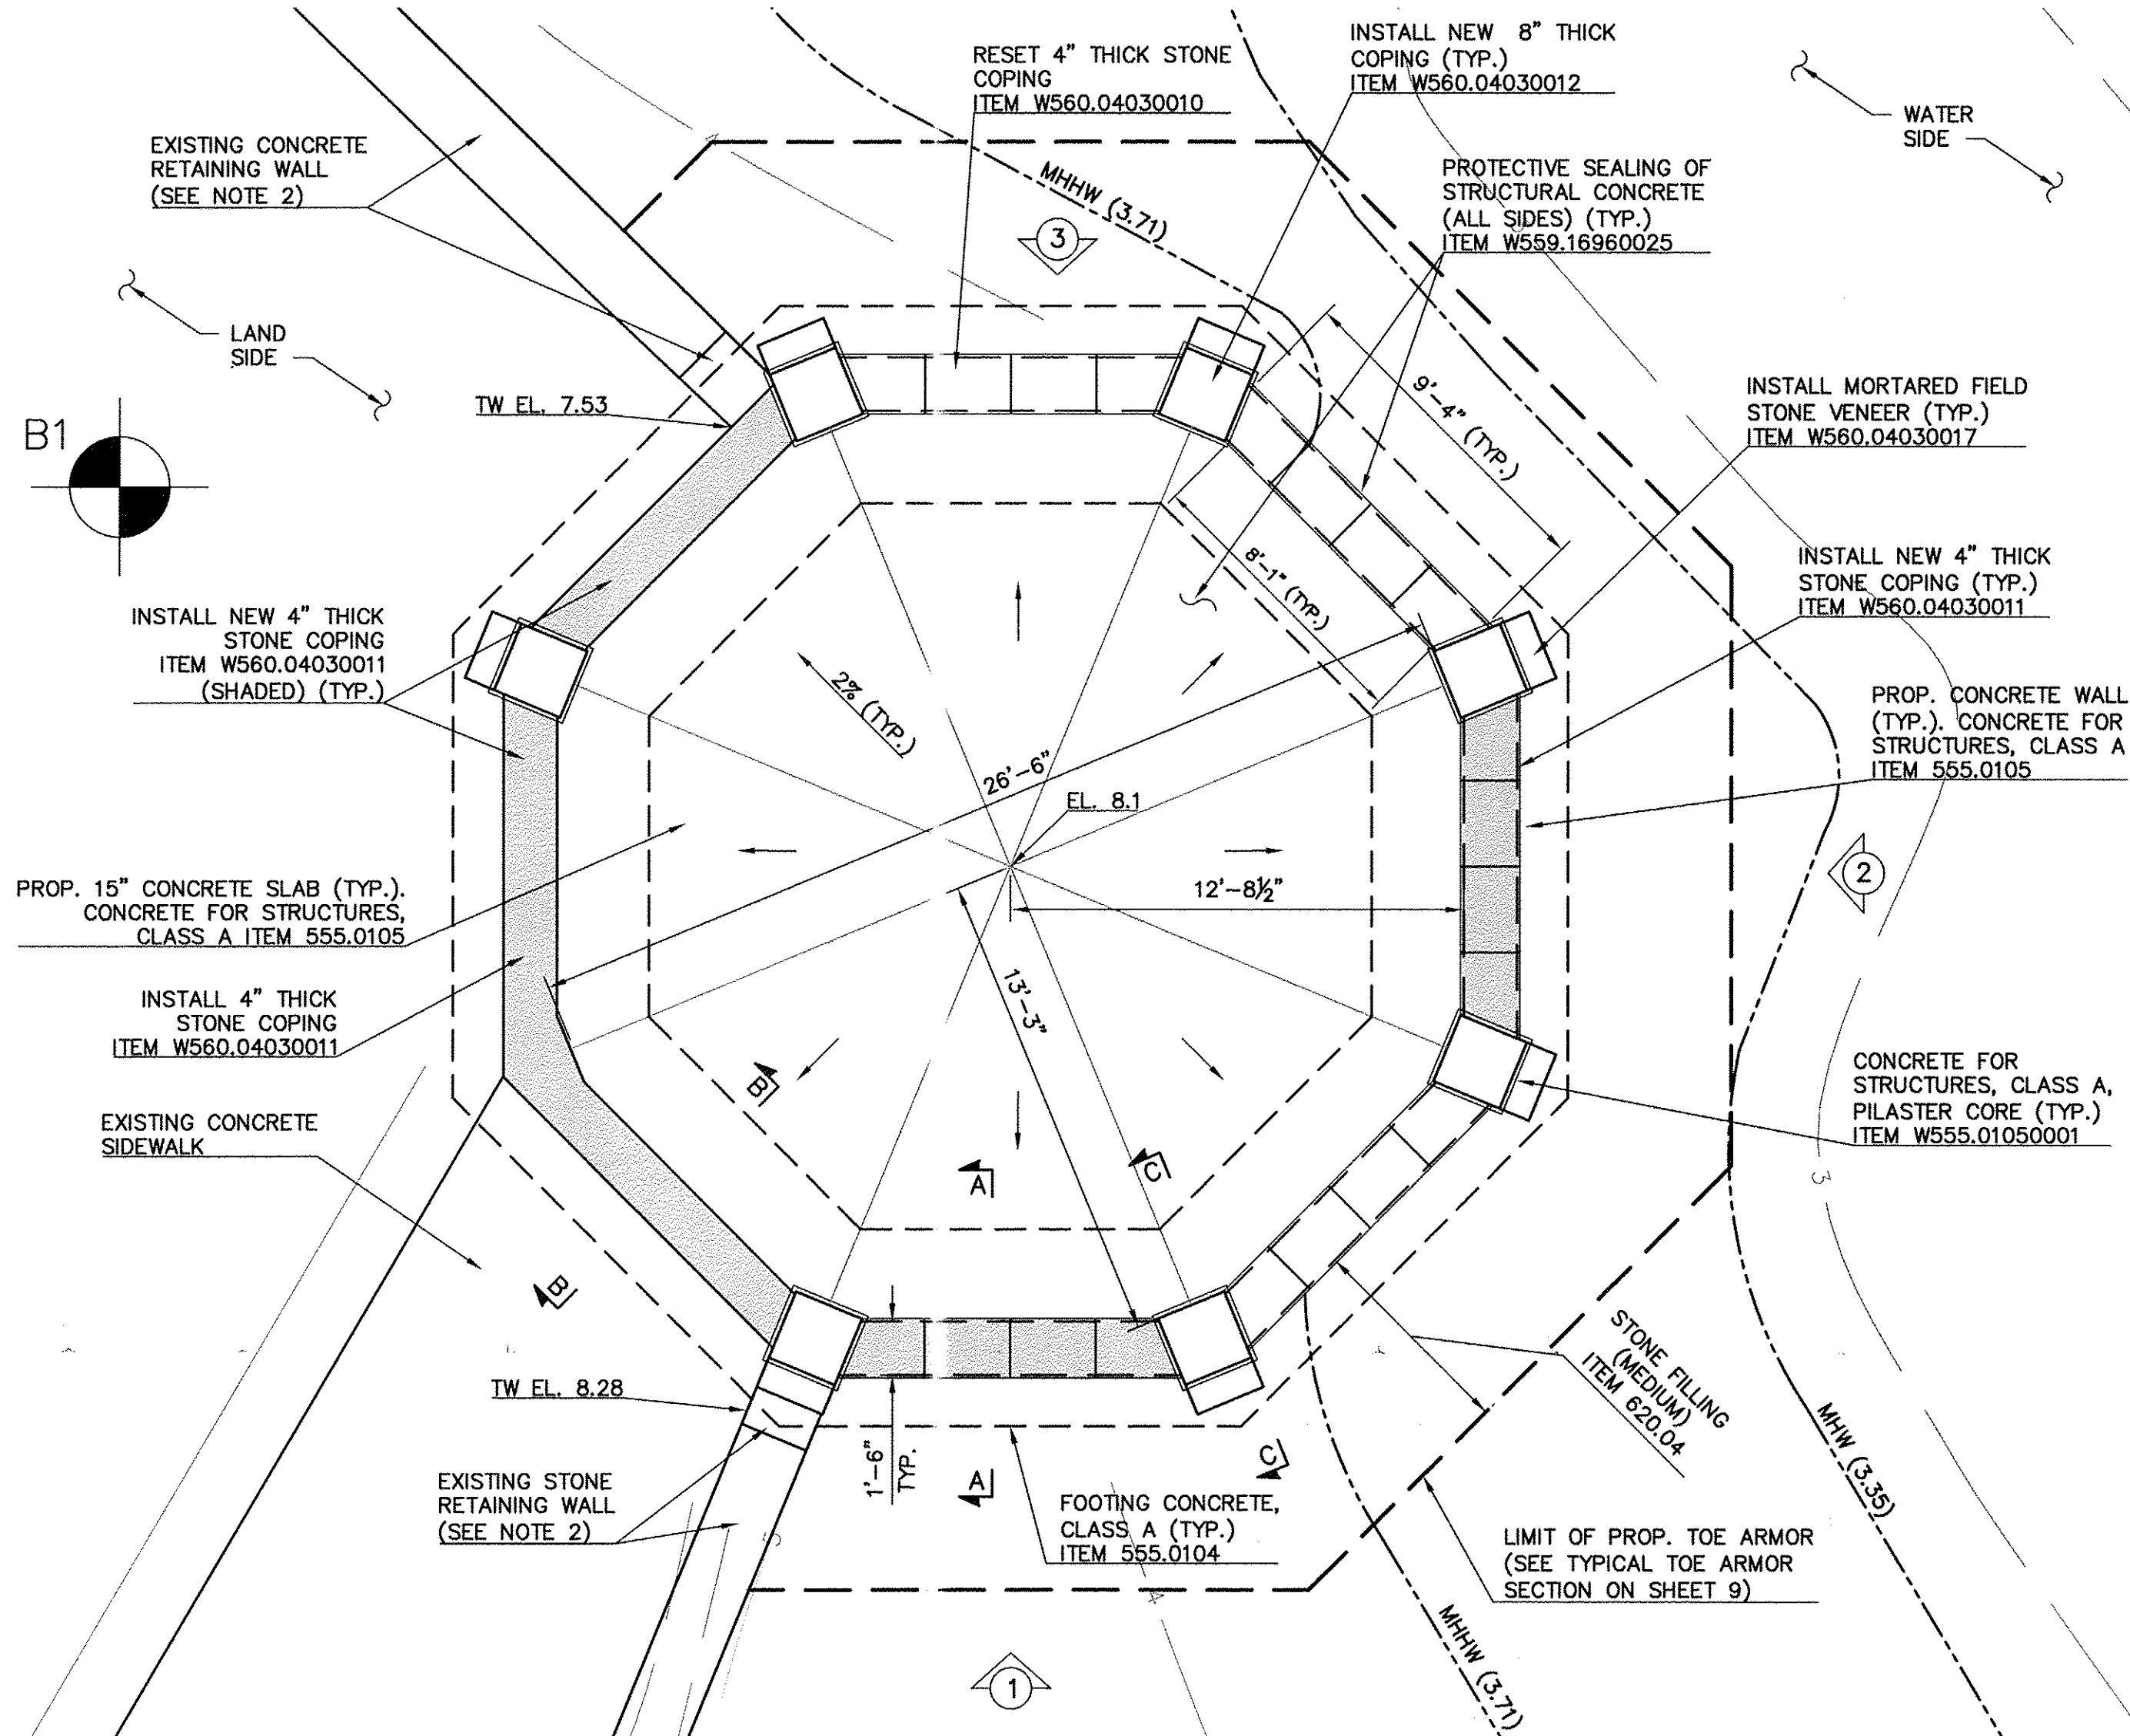 RESET 4" THICK STONE
COPING
ITEM W560.04030010
INSTALL NEW 8" THICK
COPING (TYP.)
ITEM W560.04030012
WATER
SIDE
EXISTING CONCRETE
RETAINING WALL
(SEE NOTE 2)
MHHW (3.71)
PROTECTIVE SEALING OF
STRUCTURAL CONCRETE
(ALL SIDES) (TYP.)
ITEM W559.16960025
3
LAND
SIDE
TW EL. 7.53
9'-4" (TYP.)
INSTALL MORTARED FIELD
STONE VENEER (TYP.)
ITEM W560.04030017
B1
8'-1" (TYP.)
INSTALL NEW 4" THICK
STONE COPING (TYP.)
ITEM W560.04030011
INSTALL NEW 4" THICK
STONE COPING
ITEM W560.04030011
(SHADED) (TYP.)
2% (TYP.)
PROP. CONCRETE WALL
(TYP.). CONCRETE FOR
STRUCTURES, CLASS A
ITEM 555.0105
26'-6"
EL. 8.1
2
12'-8½"
PROP. 15" CONCRETE SLAB (TYP.).
CONCRETE FOR STRUCTURES,
CLASS A ITEM 555.0105
13'-3"
INSTALL 4" THICK
STONE COPING
ITEM W560.04030011
CONCRETE FOR
STRUCTURES, CLASS A,
PILASTER CORE (TYP.)
ITEM W555.01050001
B
EXISTING CONCRETE
SIDEWALK
A
C
3
B
STONE FILLING
(MEDIUM)
ITEM 620.04
TW EL. 8.28
MHW (3.35)
1'-6"
TYP.
C
A
EXISTING STONE
RETAINING WALL
(SEE NOTE 2)
FOOTING CONCRETE,
CLASS A (TYP.)
ITEM 555.0104
LIMIT OF PROP. TOE ARMOR
(SEE TYPICAL TOE ARMOR
SECTION ON SHEET 9)
4
MHHW (3.71)
1